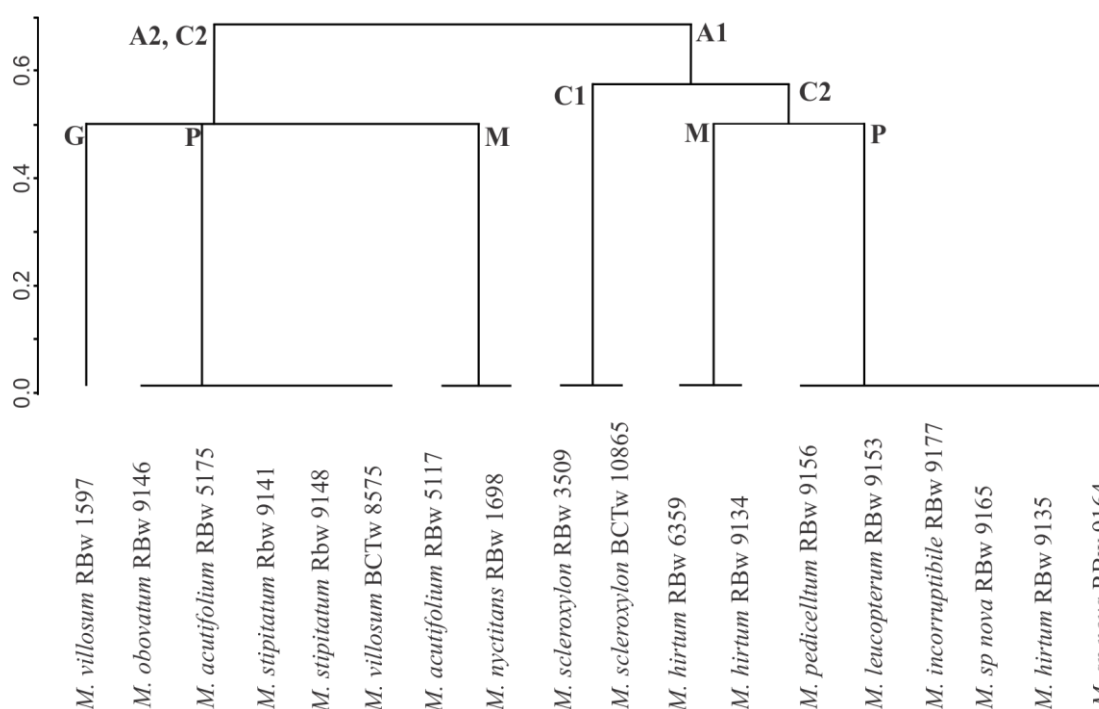 A2, C2
A1
0.6
C1
C2
G
P
M
M
P
0.4
0.2
0.0
M. villosum RBw 1597
M. obovatum RBw 9146
M. acutifolium RBw 5175
M. stipitatum Rbw 9141
M. stipitatum Rbw 9148
M. villosum BCTw 8575
M. acutifolium RBw 5117
M. nyctitans RBw 1698
M. scleroxylon RBw 3509
M. scleroxylon BCTw 10865
M. hirtum RBw 6359
M. hirtum RBw 9134
M. pedicelltum RBw 9156
M. leucopterum RBw 9153
M. incorruptibile RBw 9177
M. sp nova RBw 9165
M. hirtum RBw 9135